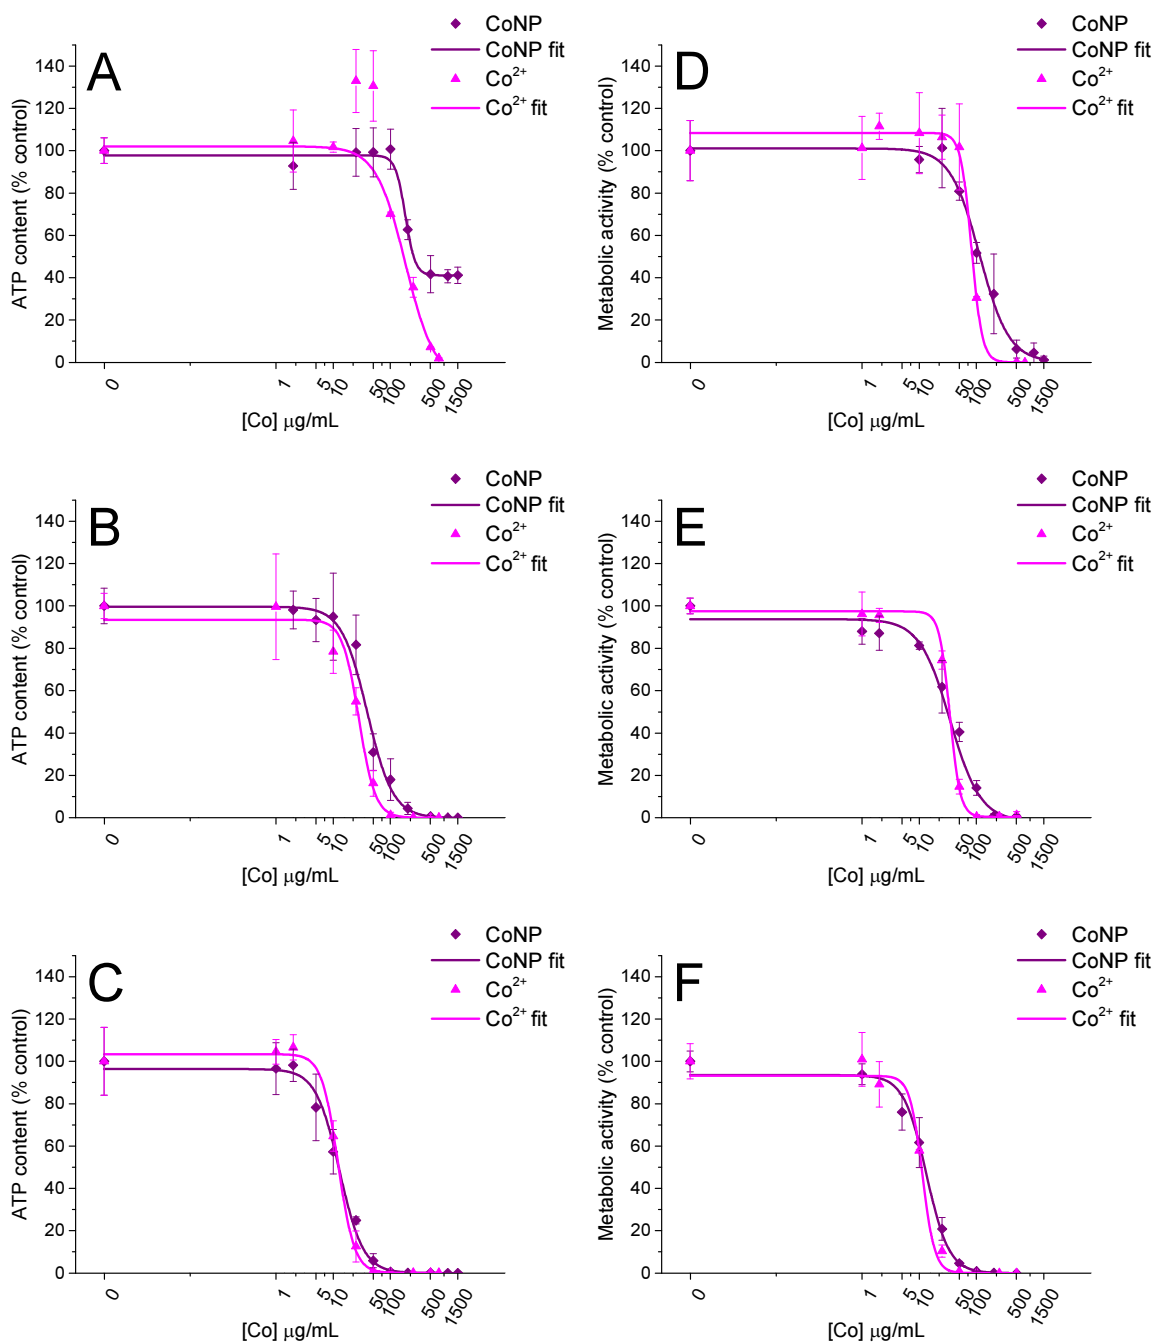 A
CoNP
CoNP fit
Co²⁺
Co²⁺ fit
140
120
100
80
60
40
20
0
ATP content (% control)
0 1 5 10 50 100 500 1500
[Co] µg/mL
D
CoNP
CoNP fit
Co²⁺
Co²⁺ fit
140
120
100
80
60
40
20
0
Metabolic activity (% control)
0 1 5 10 50 100 500 1500
[Co] µg/mL
B
CoNP
CoNP fit
Co²⁺
Co²⁺ fit
140
120
100
80
60
40
20
0
ATP content (% control)
0 1 5 10 50 100 500 1500
[Co] µg/mL
E
CoNP
CoNP fit
Co²⁺
Co²⁺ fit
140
120
100
80
60
40
20
0
Metabolic activity (% control)
0 1 5 10 50 100 500 1500
[Co] µg/mL
C
CoNP
CoNP fit
Co²⁺
Co²⁺ fit
140
120
100
80
60
40
20
0
ATP content (% control)
0 1 5 10 50 100 500 1500
[Co] µg/mL
F
CoNP
CoNP fit
Co²⁺
Co²⁺ fit
140
120
100
80
60
40
20
0
Metabolic activity (% control)
0 1 5 10 50 100 500 1500
[Co] µg/mL